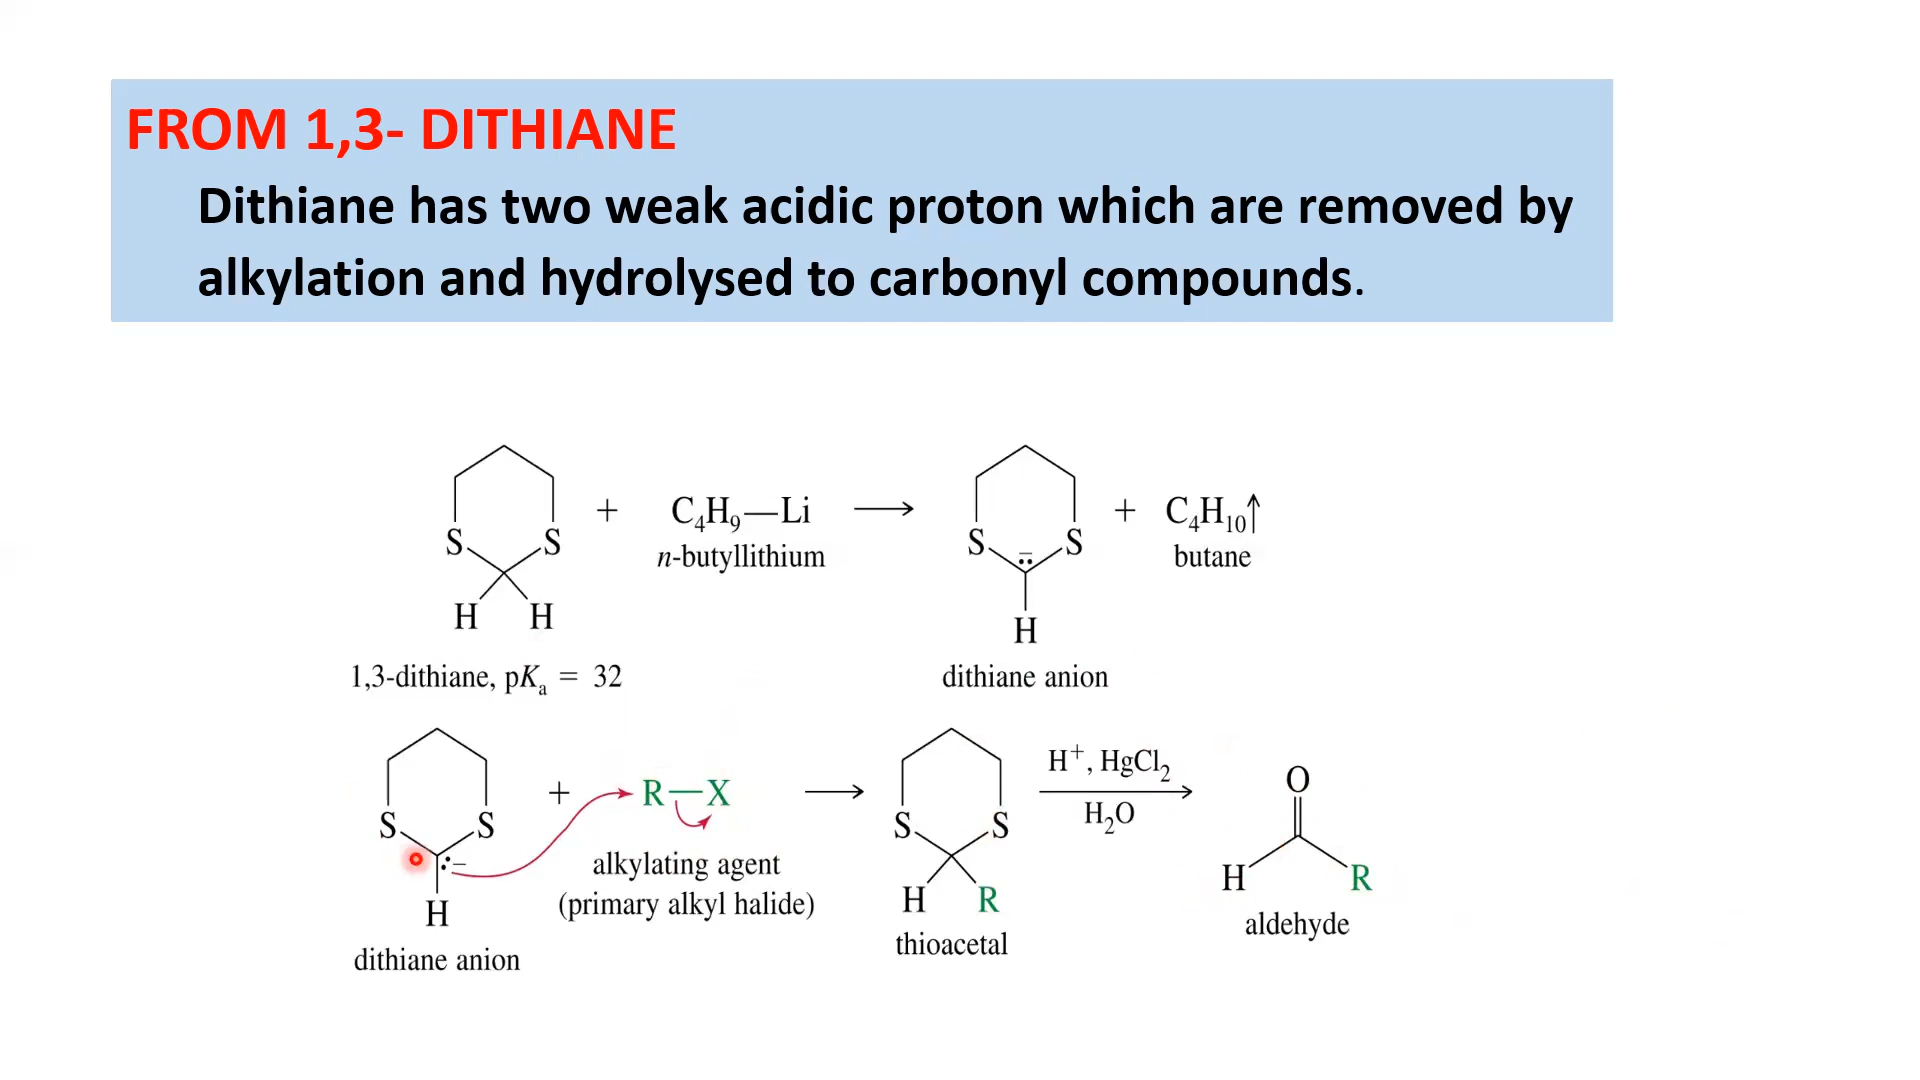 FROM 1,3- DITHIANE
Dithiane has two weak acidic proton which are removed by
alkylation and hydrolysed to carbonyl compounds.
S S H H + C₄H₉—Li → S S H + C₄H₁₀↑
n-butyllithium butane
1,3-dithiane, pKₐ = 32 dithiane anion
S S H + R—X → S S H R H⁺, HgCl₂ H₂O O H R
alkylating agent
(primary alkyl halide)
dithiane anion thioacetal aldehyde